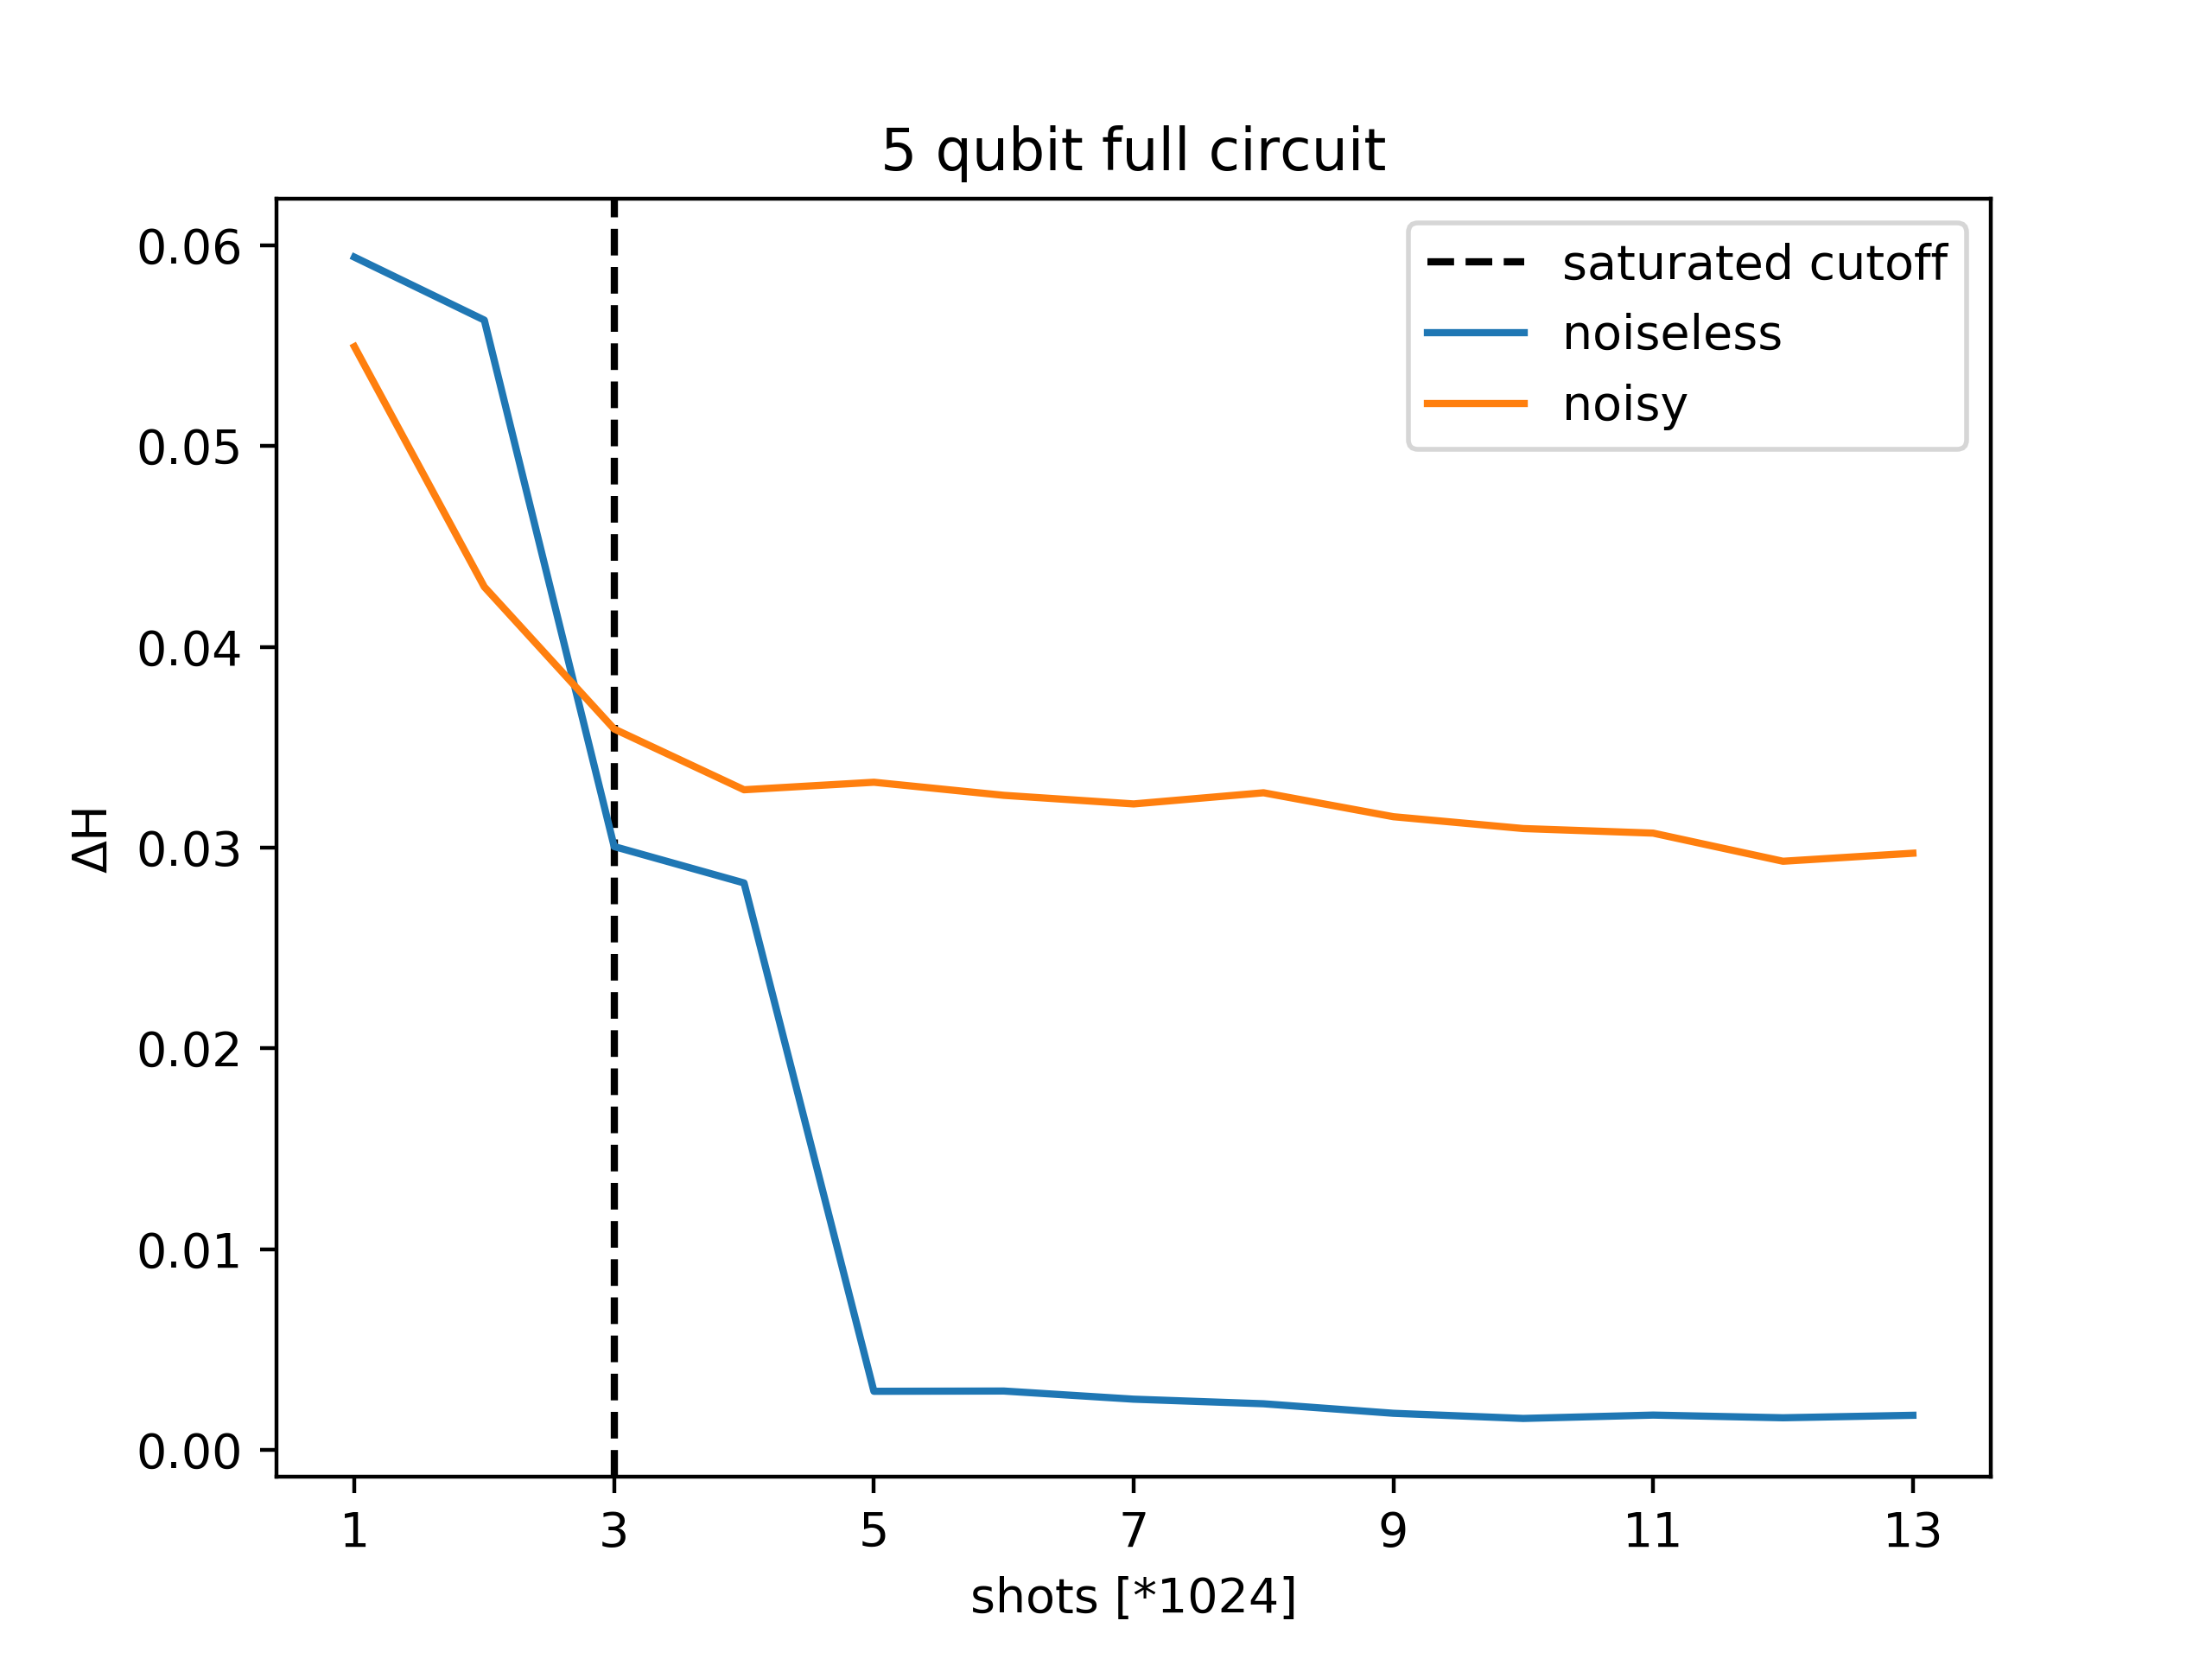 5 qubit full circuit
saturated cutoff
noiseless
noisy
0.06
0.05
0.04
0.03
0.02
0.01
0.00
ΔH
1 3 5 7 9 11 13
shots [*1024]